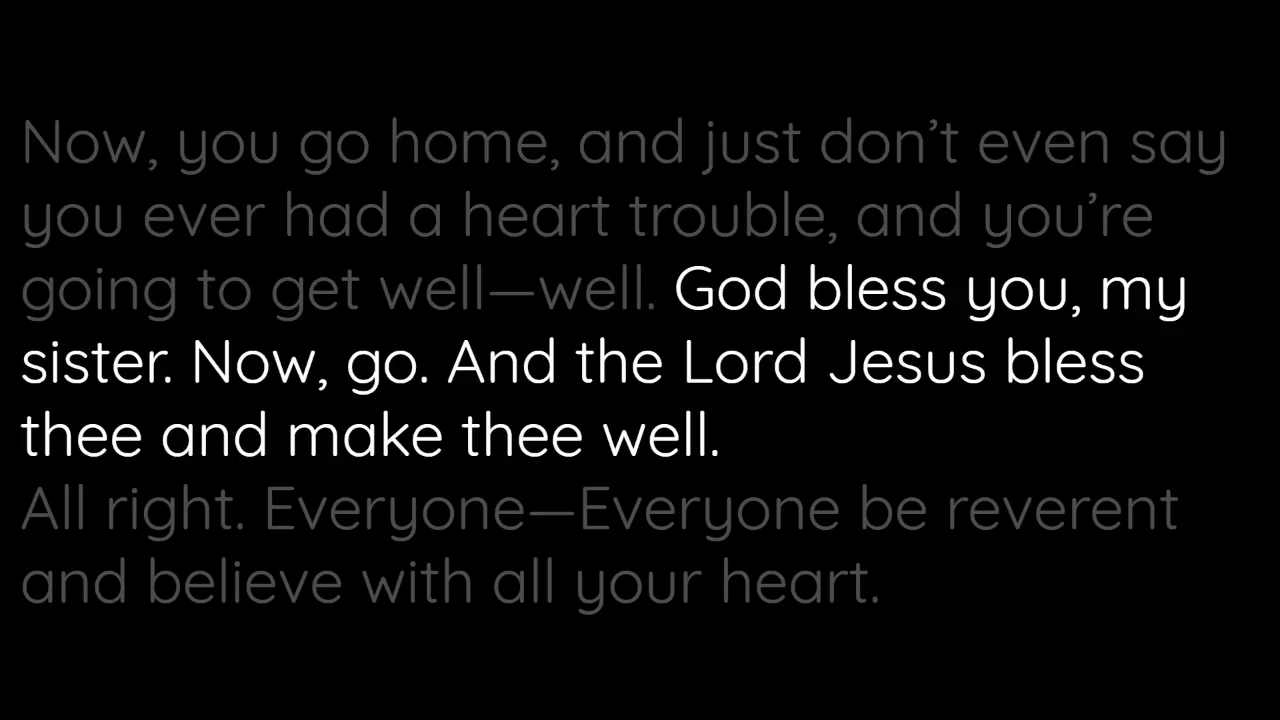 Now, you go home, and just don’t even say
you ever had a heart trouble, and you’re
going to get well—well. God bless you, my
sister. Now, go. And the Lord Jesus bless
thee and make thee well.
All right. Everyone—Everyone be reverent
and believe with all your heart.